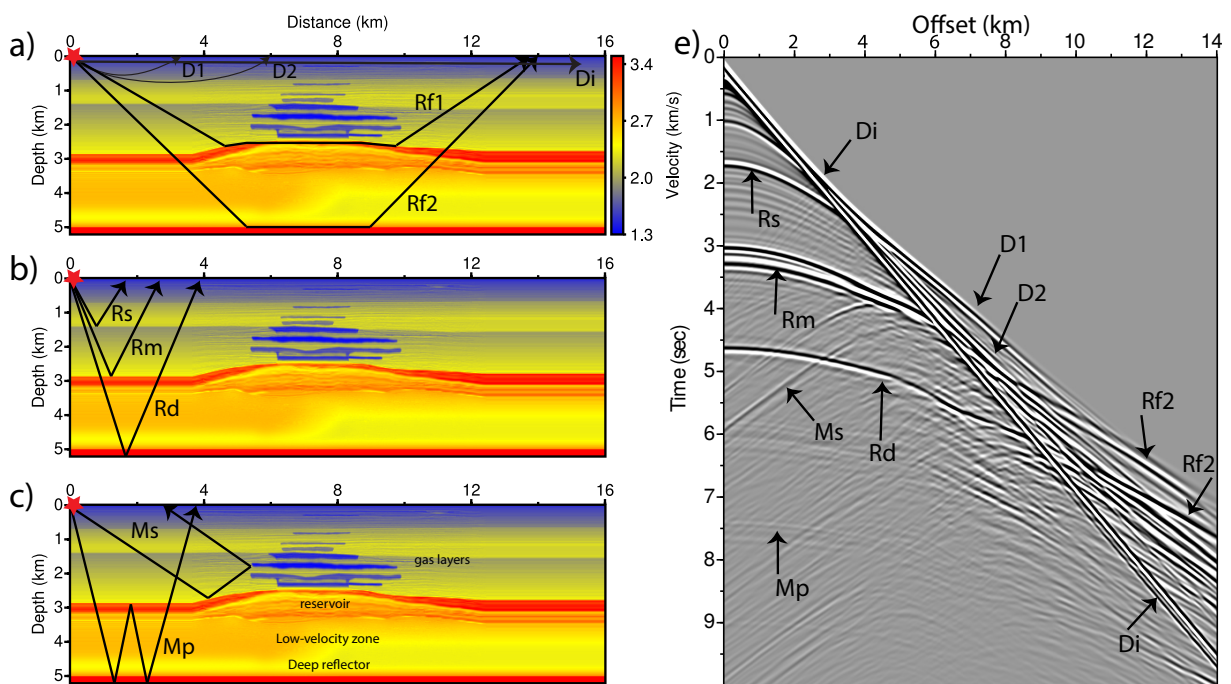 Distance (km)
a)
0 4 8 12 16
0
1
2
3
4
5
Depth (km)
D1
D2
Di
Rf1
Rf2
3.4
2.7
2.0
1.3
Velocity (km/s)
b)
0 4 8 12 16
0
1
2
3
4
5
Depth (km)
Rs
Rm
Rd
c)
0 4 8 12 16
0
1
2
3
4
5
Depth (km)
Ms
Mp
gas layers
reservoir
Low-velocity zone
Deep reflector
e)
Offset (km)
0 2 4 6 8 10 12 14
0
1
2
3
4
5
6
7
8
9
Time (sec)
Di
Rs
D1
D2
Rm
Ms
Rd
Rf2
Rf2
Mp
Di